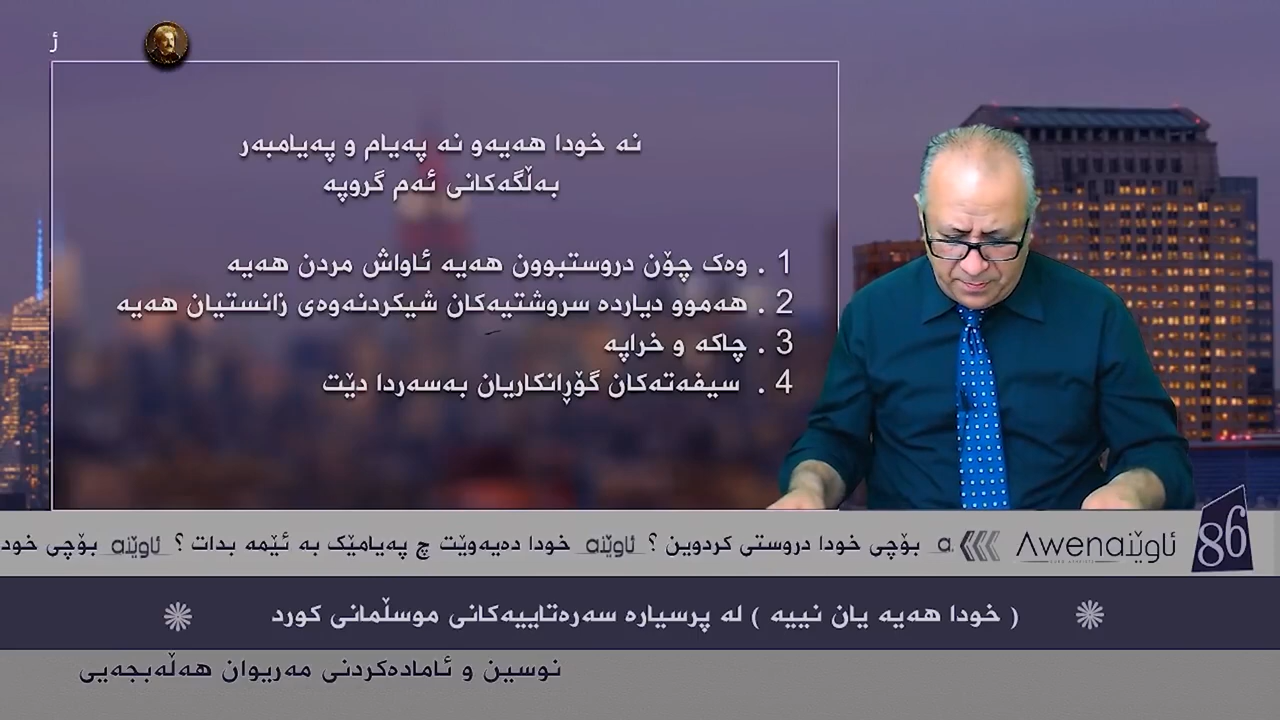 ژ
نە خودا هەیەو نە پەیام و پەیامبەر
بەڵگەکانی ئەم گروپە
1 . وەک چۆن دروستبوون هەیە ئاواش مردن هەیە
2 . هەموو دیاردە سروشتیەکان شیکردنەوەی زانستیان هەیە
3 . چاکە و خراپە
4 . سیفەتەکان گۆڕانکاریان بەسەردا دێت
86
Awena ئاوێنە
a. بۆچی خودا دروستی کردوین ؟ ئاوێنە خودا دەیەوێت چ پەیامێک بە ئێمە بدات ؟ ئاوێنە بۆچی خود
( خودا هەیە یان نییە ) لە پرسیارە سەرەتاییەکانی موسڵمانی کورد
نوسین و ئامادەکردنی مەریوان هەڵەبجەیی